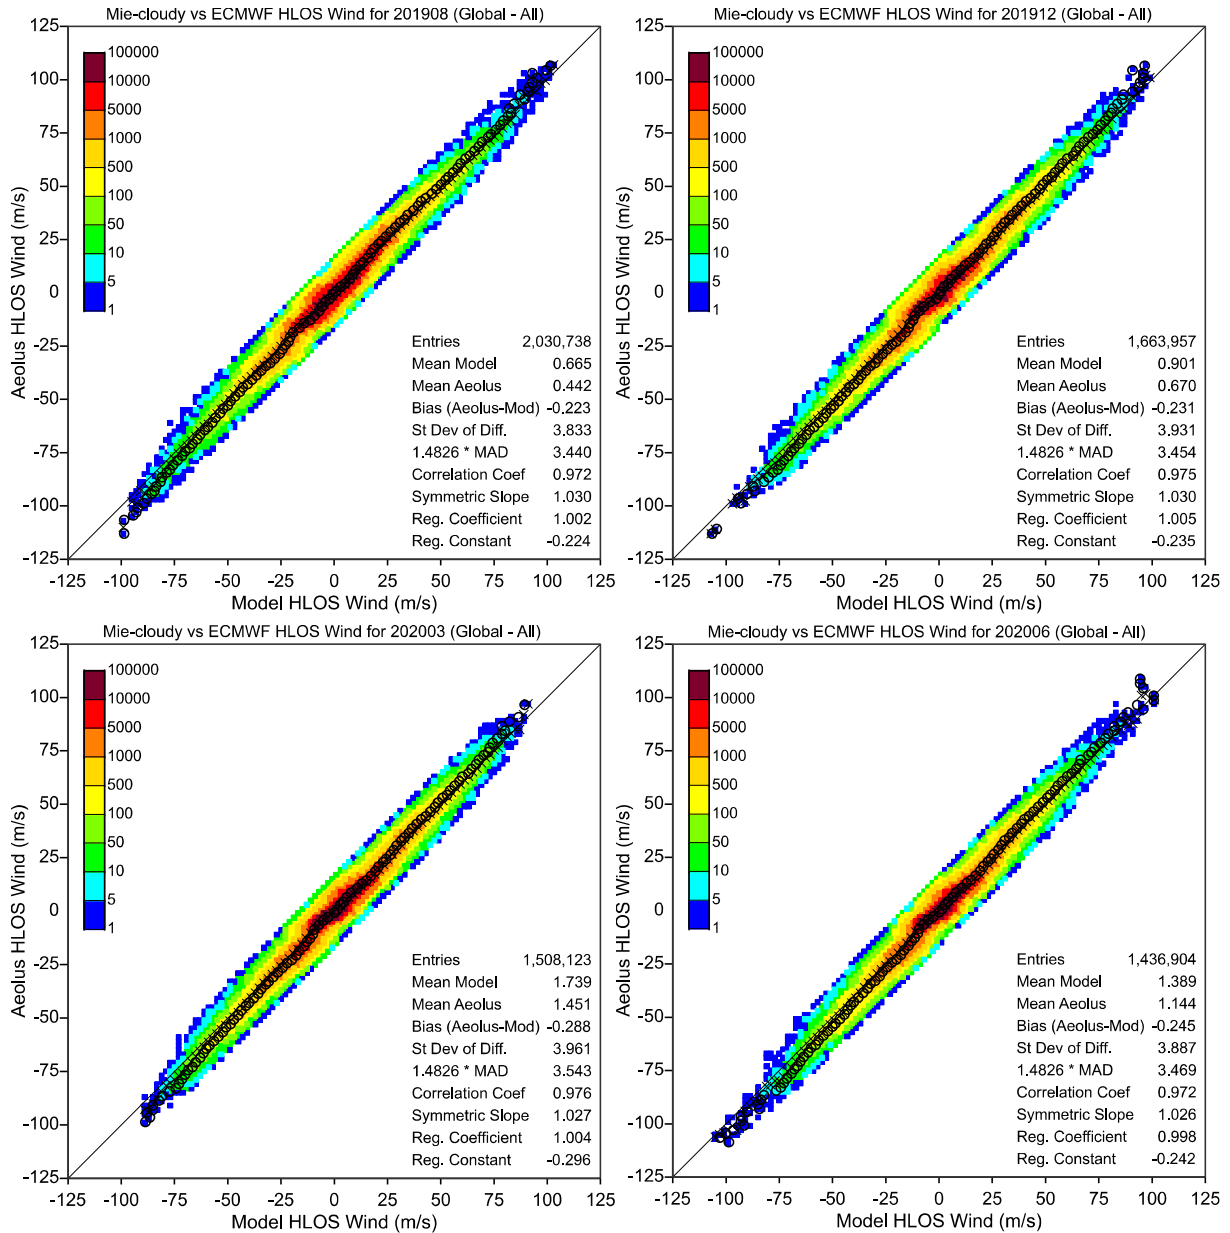 Mie-cloudy vs ECMWF HLOS Wind for 201908 (Global - All)
125
100
75
50
25
0
-25
-50
-75
-100
-125
Aeolus HLOS Wind (m/s)
100000
10000
5000
1000
500
100
50
10
5
1
Entries 2,030,738
Mean Model 0.665
Mean Aeolus 0.442
Bias (Aeolus-Mod) -0.223
St Dev of Diff. 3.833
1.4826 * MAD 3.440
Correlation Coef 0.972
Symmetric Slope 1.030
Reg. Coefficient 1.002
Reg. Constant -0.224
-125 -100 -75 -50 -25 0 25 50 75 100 125
Model HLOS Wind (m/s)
Mie-cloudy vs ECMWF HLOS Wind for 201912 (Global - All)
125
100
75
50
25
0
-25
-50
-75
-100
-125
Aeolus HLOS Wind (m/s)
100000
10000
5000
1000
500
100
50
10
5
1
Entries 1,663,957
Mean Model 0.901
Mean Aeolus 0.670
Bias (Aeolus-Mod) -0.231
St Dev of Diff. 3.931
1.4826 * MAD 3.454
Correlation Coef 0.975
Symmetric Slope 1.030
Reg. Coefficient 1.005
Reg. Constant -0.235
-125 -100 -75 -50 -25 0 25 50 75 100 125
Model HLOS Wind (m/s)
Mie-cloudy vs ECMWF HLOS Wind for 202003 (Global - All)
125
100
75
50
25
0
-25
-50
-75
-100
-125
Aeolus HLOS Wind (m/s)
100000
10000
5000
1000
500
100
50
10
5
1
Entries 1,508,123
Mean Model 1.739
Mean Aeolus 1.451
Bias (Aeolus-Mod) -0.288
St Dev of Diff. 3.961
1.4826 * MAD 3.543
Correlation Coef 0.976
Symmetric Slope 1.027
Reg. Coefficient 1.004
Reg. Constant -0.296
-125 -100 -75 -50 -25 0 25 50 75 100 125
Model HLOS Wind (m/s)
Mie-cloudy vs ECMWF HLOS Wind for 202006 (Global - All)
125
100
75
50
25
0
-25
-50
-75
-100
-125
Aeolus HLOS Wind (m/s)
100000
10000
5000
1000
500
100
50
10
5
1
Entries 1,436,904
Mean Model 1.389
Mean Aeolus 1.144
Bias (Aeolus-Mod) -0.245
St Dev of Diff. 3.887
1.4826 * MAD 3.469
Correlation Coef 0.972
Symmetric Slope 1.026
Reg. Coefficient 0.998
Reg. Constant -0.242
-125 -100 -75 -50 -25 0 25 50 75 100 125
Model HLOS Wind (m/s)